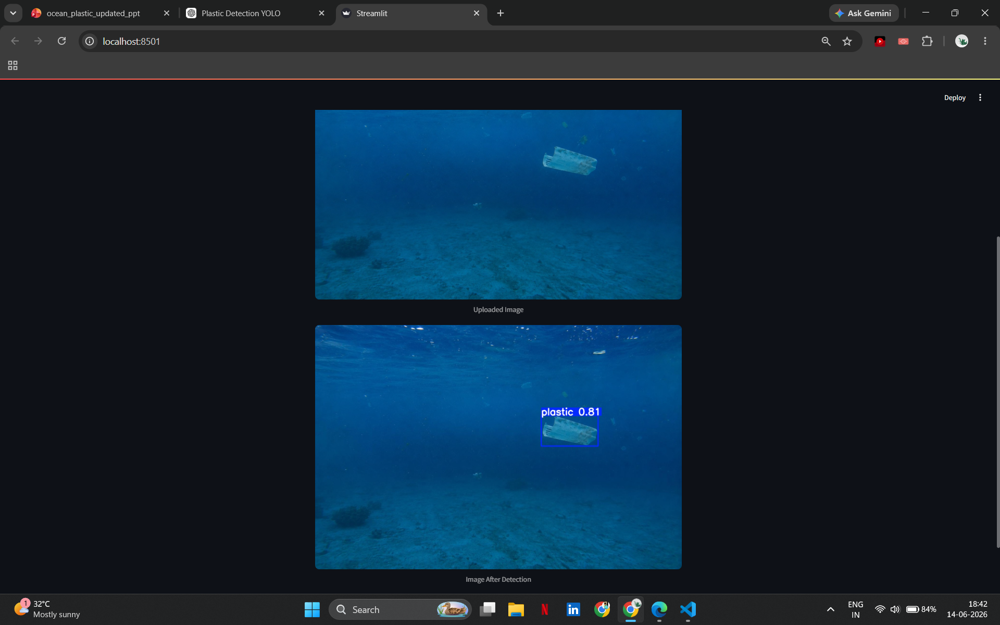 ocean_plastic_updated_ppt
Plastic Detection YOLO
Streamlit
Ask Gemini
localhost:8501
Deploy
Uploaded Image
plastic 0.81
Image After Detection
1
32°C
Mostly sunny
Search
ENG
IN
84%
18:42
14-06-2026